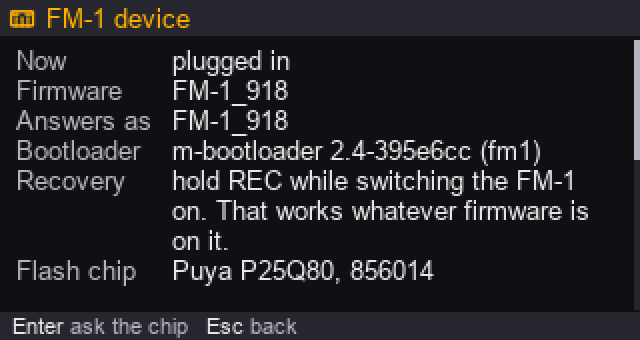 FM-1 device
Now plugged in
Firmware FM-1_918
Answers as FM-1_918
Bootloader m-bootloader 2.4-395e6cc (fm1)
Recovery hold REC while switching the FM-1
on. That works whatever firmware is
on it.
Flash chip Puya P25Q80, 856014
Enter ask the chip Esc back